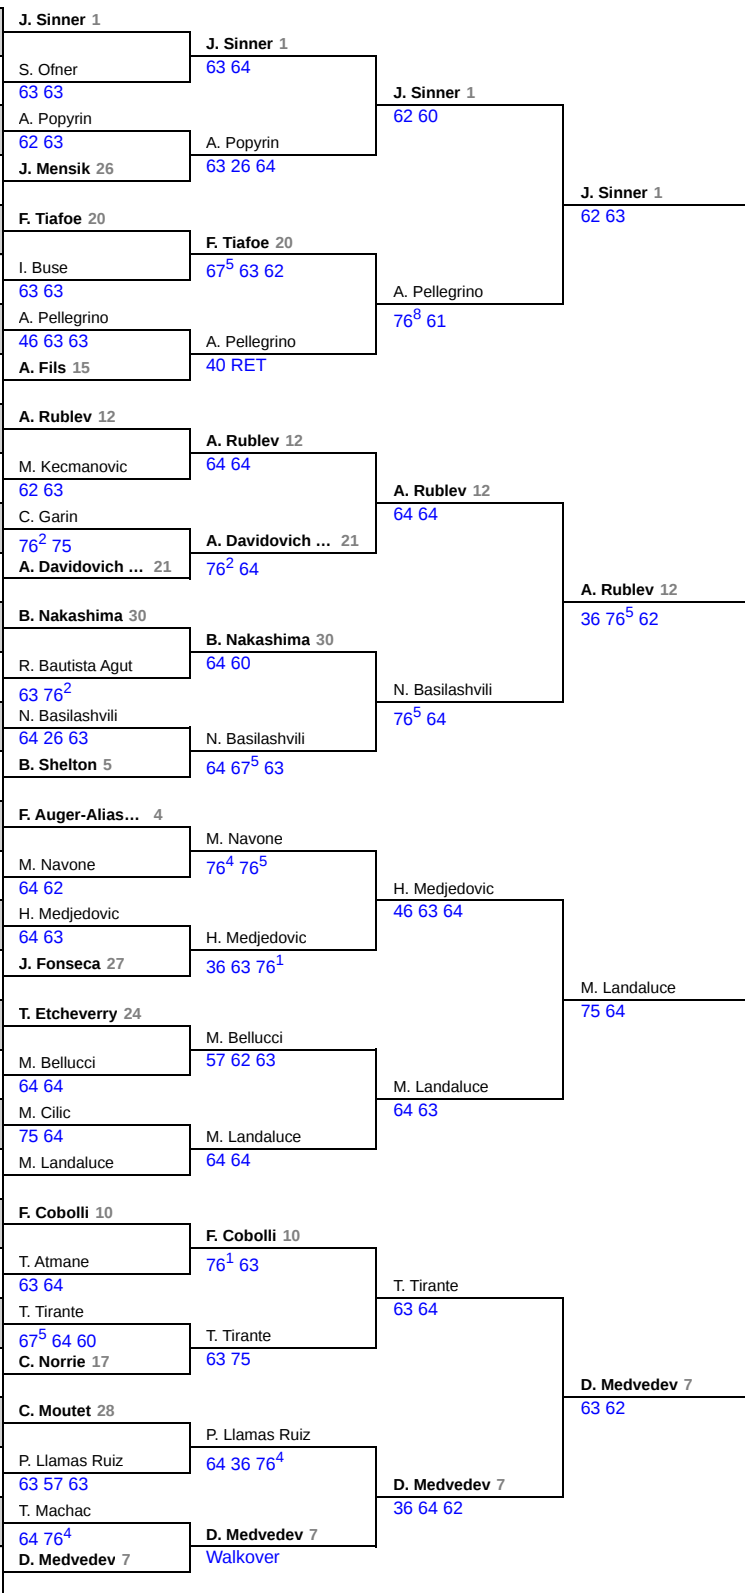 J. Sinner 1
S. Ofner
63 63
A. Popyrin
62 63
J. Mensik 26
F. Tiafoe 20
I. Buse
63 63
A. Pellegrino
46 63 63
A. Fils 15
A. Rublev 12
M. Kecmanovic
62 63
C. Garin
76² 75
A. Davidovich … 21
B. Nakashima 30
R. Bautista Agut
63 76²
N. Basilashvili
64 26 63
B. Shelton 5
F. Auger-Alias… 4
M. Navone
64 62
H. Medjedovic
64 63
J. Fonseca 27
T. Etcheverry 24
M. Bellucci
64 64
M. Cilic
75 64
M. Landaluce
F. Cobolli 10
T. Atmane
63 64
T. Tirante
67⁵ 64 60
C. Norrie 17
C. Moutet 28
P. Llamas Ruiz
63 57 63
T. Machac
64 76⁴
D. Medvedev 7
J. Sinner 1
63 64
A. Popyrin
63 26 64
F. Tiafoe 20
67⁵ 63 62
A. Pellegrino
40 RET
A. Rublev 12
64 64
A. Davidovich … 21
76² 64
B. Nakashima 30
64 60
N. Basilashvili
64 67⁵ 63
M. Navone
76⁴ 76⁵
H. Medjedovic
36 63 76¹
M. Bellucci
57 62 63
M. Landaluce
64 64
F. Cobolli 10
76¹ 63
T. Tirante
63 75
P. Llamas Ruiz
64 36 76⁴
D. Medvedev 7
Walkover
J. Sinner 1
62 60
A. Pellegrino
76⁸ 61
A. Rublev 12
64 64
N. Basilashvili
76⁵ 64
H. Medjedovic
46 63 64
M. Landaluce
64 63
T. Tirante
63 64
D. Medvedev 7
36 64 62
J. Sinner 1
62 63
A. Rublev 12
36 76⁵ 62
M. Landaluce
75 64
D. Medvedev 7
63 62